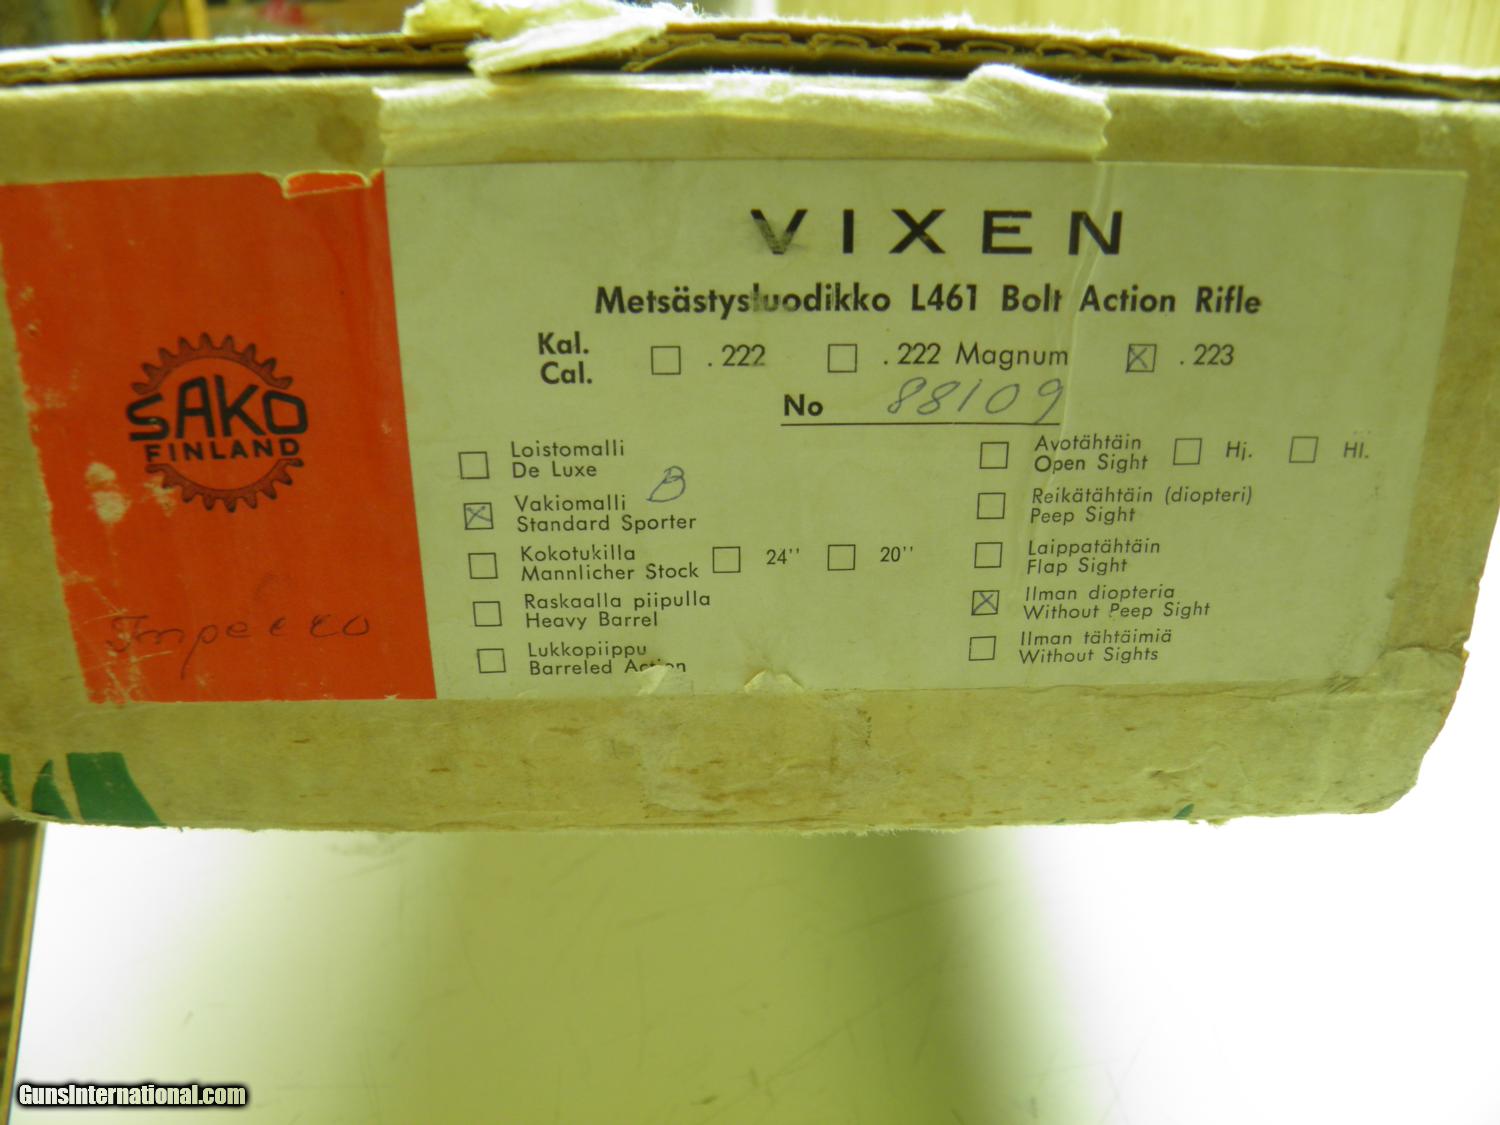 VIXEN
Metsästysluodikko L461 Bolt Action Rifle
Kal. Cal. .222 .222 Magnum .223
No 88109
SAKO
FINLAND
Loistomalli
De Luxe
Vakiomalli B
Standard Sporter
Kokotukilla
Mannlicher Stock 24" 20"
Raskaalla piipulla
Heavy Barrel
Lukkopiippu
Barreled Action
Avotähtäin
Open Sight Hj. Hl.
Reikätähtäin (diopteri)
Peep Sight
Laippatähtäin
Flap Sight
Ilman diopteria
Without Peep Sight
Ilman tähtäimiä
Without Sights
GunsInternational.com